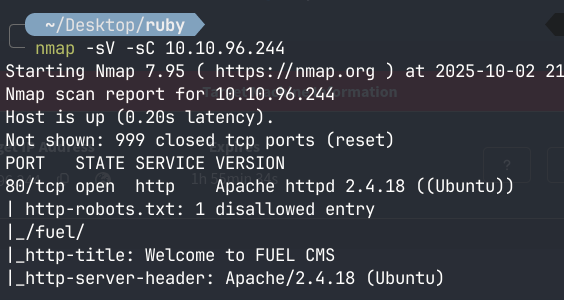 ~/Desktop/ruby
nmap -sV -sC 10.10.96.244
Starting Nmap 7.95 ( https://nmap.org ) at 2025-10-02 21
Nmap scan report for 10.10.96.244
Host is up (0.20s latency).
Not shown: 999 closed tcp ports (reset)
PORT   STATE SERVICE VERSION
80/tcp open  http    Apache httpd 2.4.18 ((Ubuntu))
| http-robots.txt: 1 disallowed entry
|_/fuel/
|_http-title: Welcome to FUEL CMS
|_http-server-header: Apache/2.4.18 (Ubuntu)